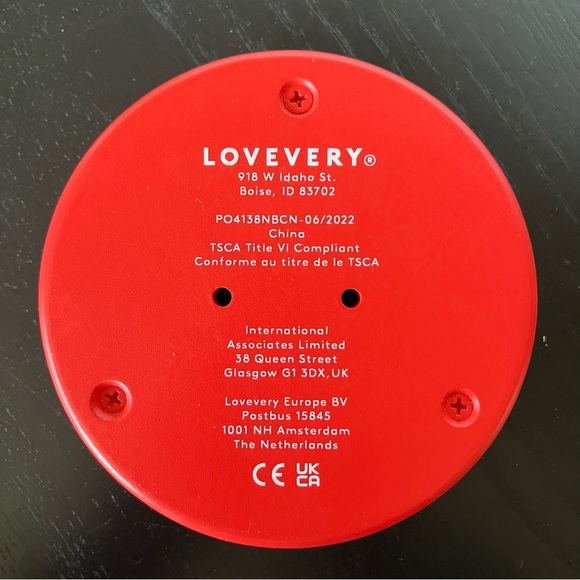 LOVEVERY®
918 W Idaho St.
Boise, ID 83702
PO4138NBCN-06/2022
China
TSCA Title VI Compliant
Conforme au titre de le TSCA
International
Associates Limited
38 Queen Street
Glasgow G1 3DX,UK
Lovevery Europe BV
Postbus 15845
1001 NH Amsterdam
The Netherlands
CE UK
CA